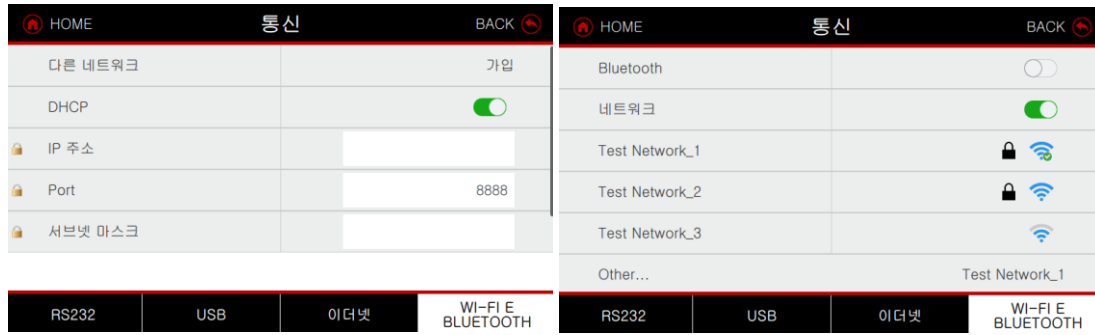 HOME 통신 BACK
다른 네트워크 가입
DHCP
IP 주소
Port 8888
서브넷 마스크
RS232 USB 이더넷 WI-FI E
BLUETOOTH
HOME 통신 BACK
Bluetooth
네트워크
Test Network_1
Test Network_2
Test Network_3
Other... Test Network_1
RS232 USB 이더넷 WI-FI E
BLUETOOTH